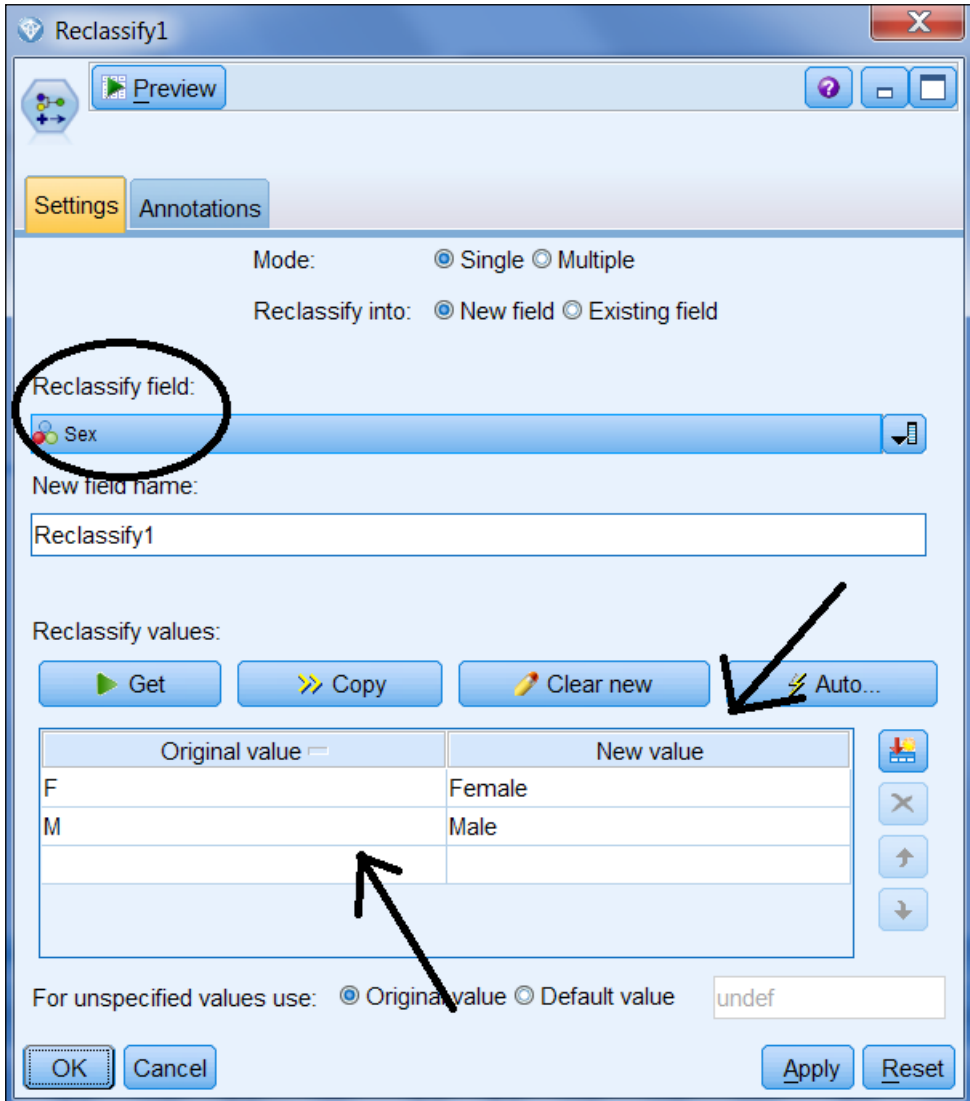 Reclassify1
Preview
Settings Annotations
Mode: Single Multiple
Reclassify into: New field Existing field
Reclassify field:
Sex
New field name:
Reclassify1
Reclassify values:
Get Copy Clear new Auto...
Original value New value
F Female
M Male
For unspecified values use: Original value Default value undef
OK Cancel Apply Reset